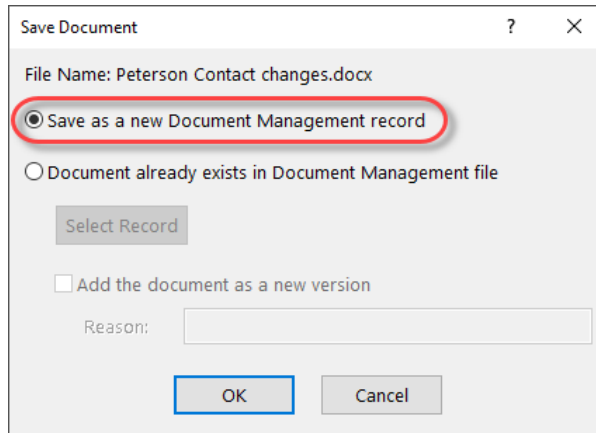 Save Document ?
File Name: Peterson Contact changes.docx
Save as a new Document Management record
Document already exists in Document Management file
Select Record
Add the document as a new version
Reason:
OK Cancel